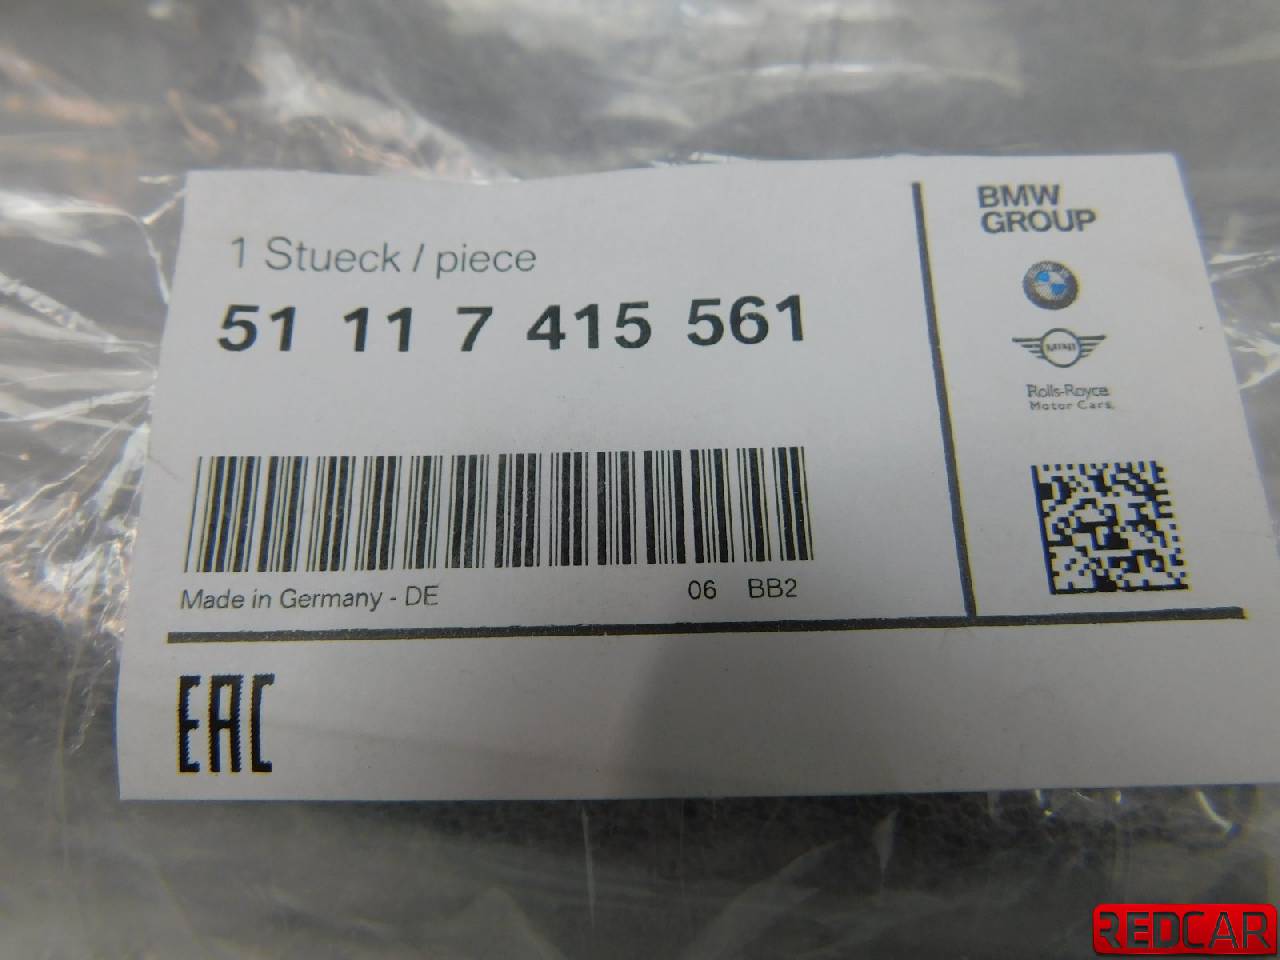 1 Stueck / piece
51 11 7 415 561
Made in Germany - DE
06 BB2
BMW
GROUP
MINI
Rolls-Royce
Motor Cars
EAC
REDCAR